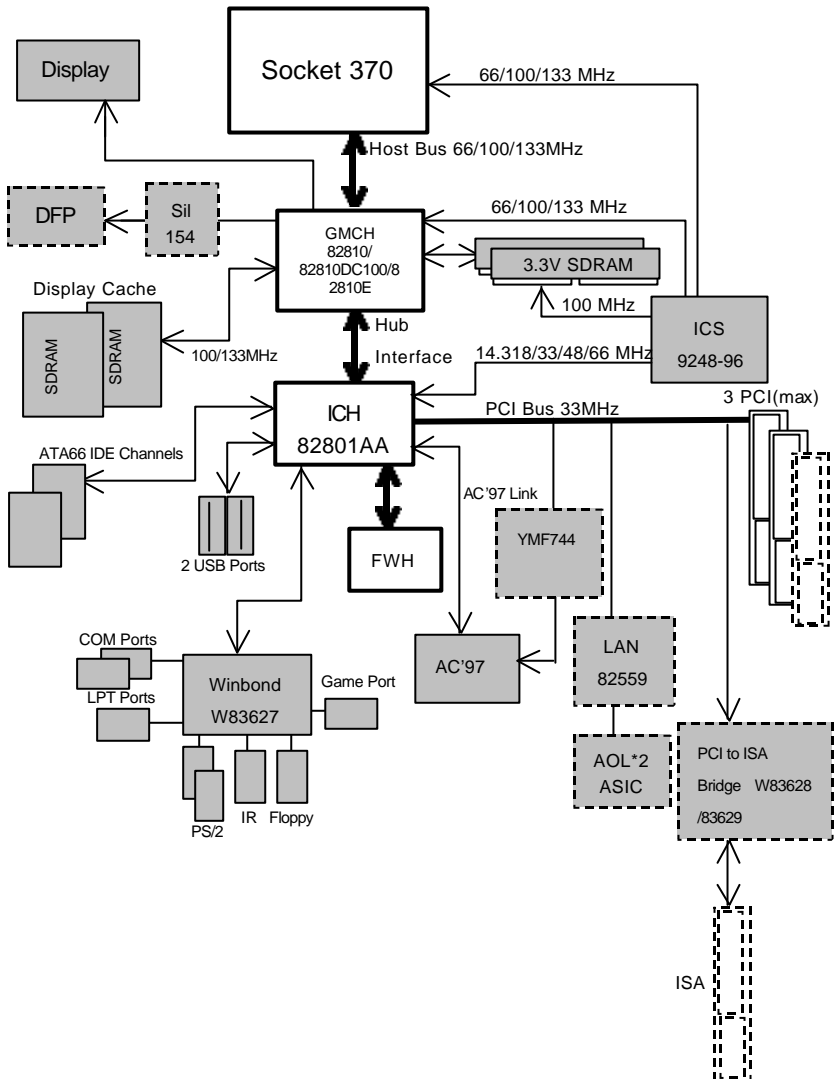 Display
Socket 370
66/100/133 MHz
Host Bus 66/100/133MHz
DFP
Sil
154
66/100/133 MHz
GMCH
82810/
82810DC100/8
2810E
3.3V SDRAM
Display Cache
SDRAM
SDRAM
100/133MHz
Hub
Interface
100 MHz
ICS
9248-96
14.318/33/48/66 MHz
3 PCI(max)
ICH
82801AA
PCI Bus 33MHz
ATA66 IDE Channels
AC'97 Link
2 USB Ports
FWH
YMF744
COM Ports
LPT Ports
Winbond
W83627
Game Port
AC'97
LAN
82559
PS/2
IR
Floppy
AOL*2
ASIC
PCI to ISA
Bridge W83628
/83629
ISA